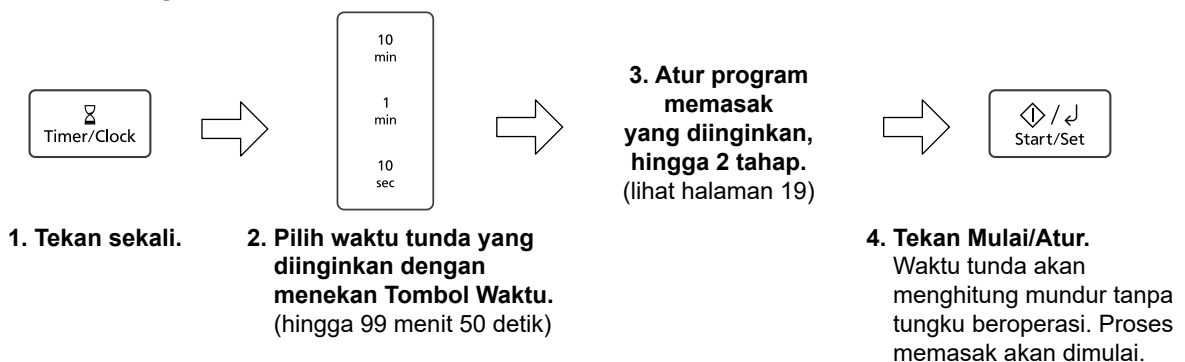 Timer/Clock
10
min
1
min
10
sec
3. Atur program
memasak
yang diinginkan,
hingga 2 tahap.
(lihat halaman 19)
/
Start/Set
1. Tekan sekali.
2. Pilih waktu tunda yang
diinginkan dengan
menekan Tombol Waktu.
(hingga 99 menit 50 detik)
4. Tekan Mulai/Atur.
Waktu tunda akan
menghitung mundur tanpa
tungku beroperasi. Proses
memasak akan dimulai.